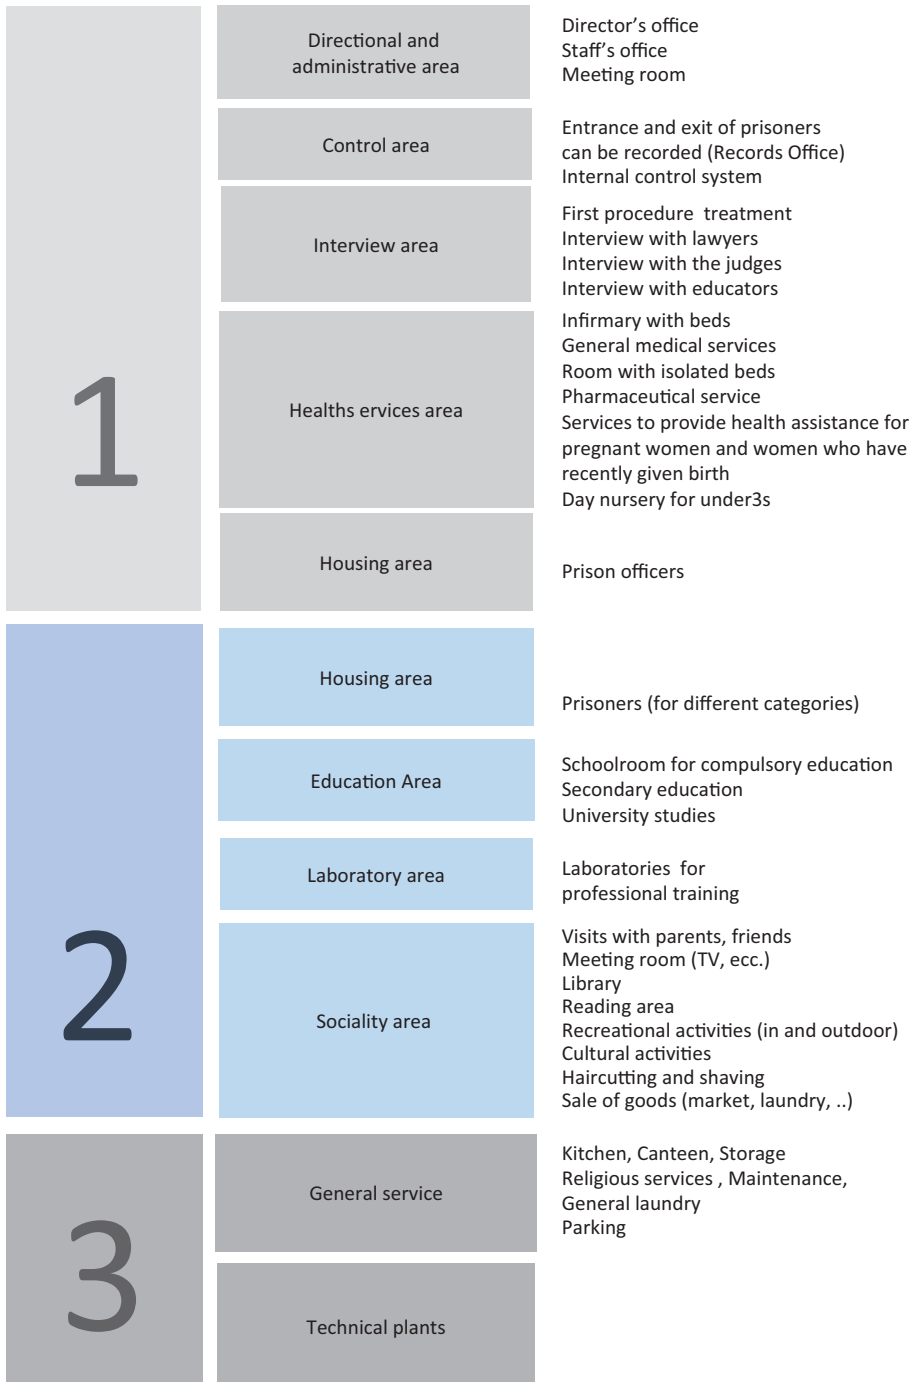 1
Directional and
administrative area
Director’s office
Staff’s office
Meeting room
Control area
Entrance and exit of prisoners
can be recorded (Records Office)
Internal control system
Interview area
First procedure treatment
Interview with lawyers
Interview with the judges
Interview with educators
Healths ervices area
Infirmary with beds
General medical services
Room with isolated beds
Pharmaceutical service
Services to provide health assistance for
pregnant women and women who have
recently given birth
Day nursery for under3s
Housing area
Prison officers
2
Housing area
Prisoners (for different categories)
Education Area
Schoolroom for compulsory education
Secondary education
University studies
Laboratory area
Laboratories for
professional training
Sociality area
Visits with parents, friends
Meeting room (TV, ecc.)
Library
Reading area
Recreational activities (in and outdoor)
Cultural activities
Haircutting and shaving
Sale of goods (market, laundry, ..)
3
General service
Kitchen, Canteen, Storage
Religious services , Maintenance,
General laundry
Parking
Technical plants